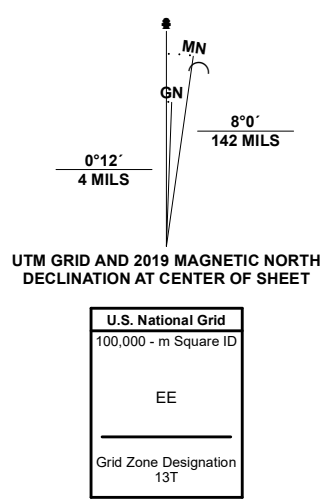 MN
GN
8°0´
142 MILS
0°12´
4 MILS
UTM GRID AND 2019 MAGNETIC NORTH
DECLINATION AT CENTER OF SHEET
U.S. National Grid
100,000 - m Square ID
EE
Grid Zone Designation
13T